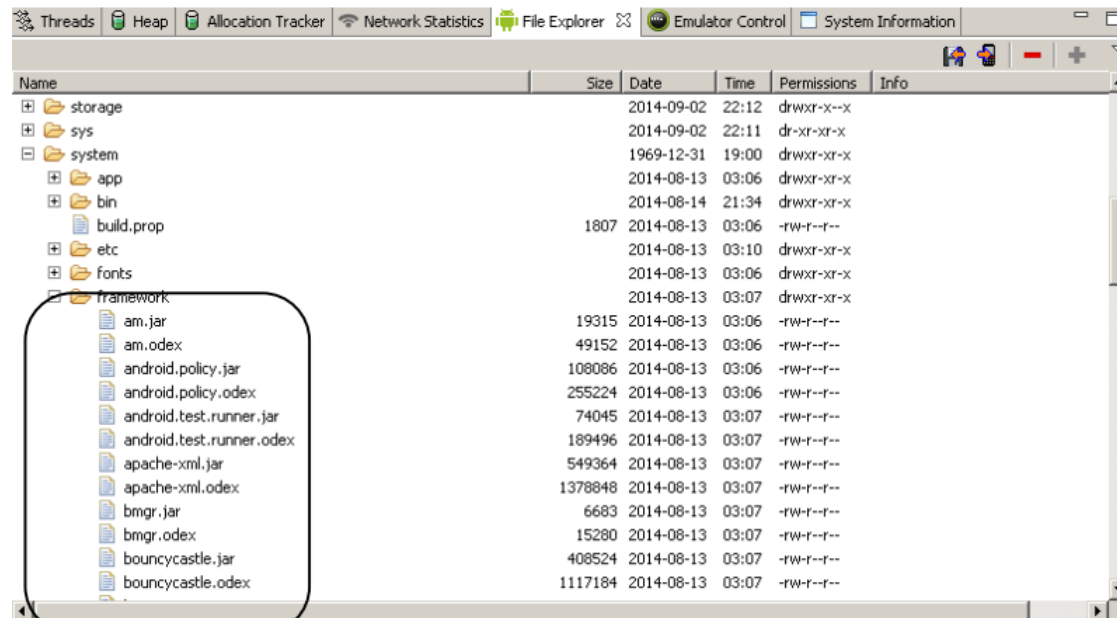 Threads Heap Allocation Tracker Network Statistics File Explorer Emulator Control System Information
Name Size Date Time Permissions Info
storage 2014-09-02 22:12 drwxr-x--x
sys 2014-09-02 22:11 dr-xr-xr-x
system 1969-12-31 19:00 drwxr-xr-x
app 2014-08-13 03:06 drwxr-xr-x
bin 2014-08-14 21:34 drwxr-xr-x
build.prop 1807 2014-08-13 03:06 -rw-r--r--
etc 2014-08-13 03:10 drwxr-xr-x
fonts 2014-08-13 03:06 drwxr-xr-x
framework 2014-08-13 03:07 drwxr-xr-x
am.jar 19315 2014-08-13 03:06 -rw-r--r--
am.odex 49152 2014-08-13 03:06 -rw-r--r--
android.policy.jar 108086 2014-08-13 03:06 -rw-r--r--
android.policy.odex 255224 2014-08-13 03:06 -rw-r--r--
android.test.runner.jar 74045 2014-08-13 03:07 -rw-r--r--
android.test.runner.odex 189496 2014-08-13 03:07 -rw-r--r--
apache-xml.jar 549364 2014-08-13 03:07 -rw-r--r--
apache-xml.odex 1378848 2014-08-13 03:07 -rw-r--r--
bmgr.jar 6683 2014-08-13 03:07 -rw-r--r--
bmgr.odex 15280 2014-08-13 03:07 -rw-r--r--
bouncycastle.jar 408524 2014-08-13 03:07 -rw-r--r--
bouncycastle.odex 1117184 2014-08-13 03:07 -rw-r--r--